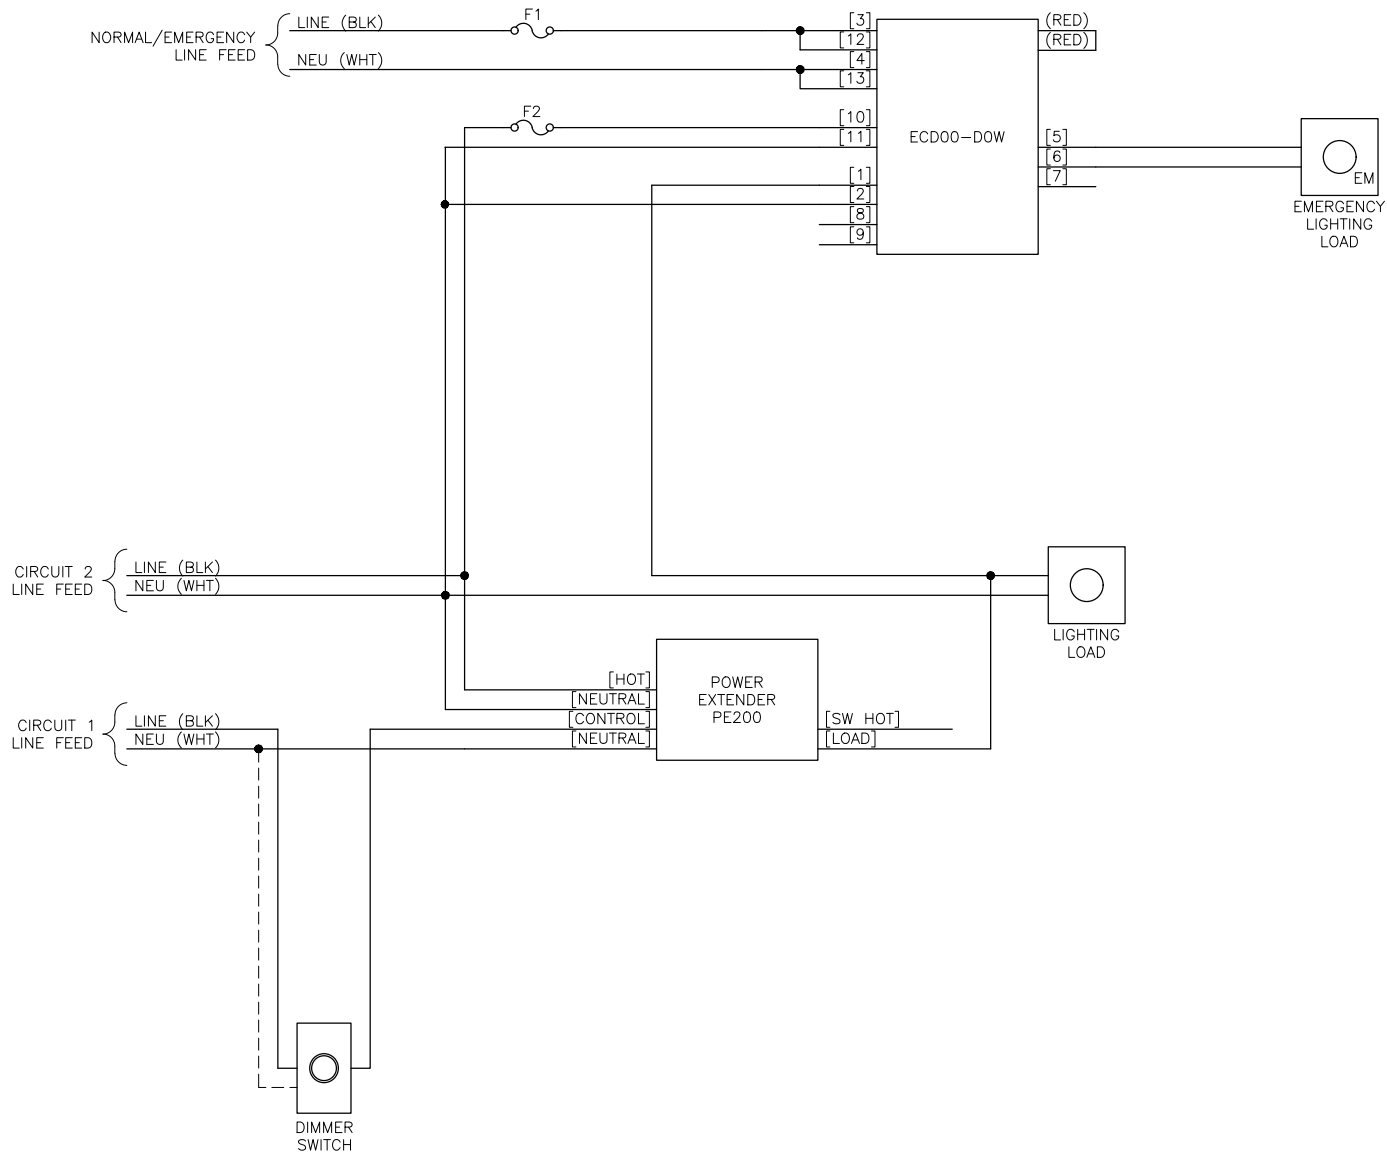 NORMAL/EMERGENCY
LINE FEED
LINE (BLK)
NEU (WHT)
F1
[3]
[12]
[4]
[13]
(RED)
(RED)
F2
[10]
[11]
[1]
[2]
[8]
[9]
ECD00-DOW
[5]
[6]
[7]
EM
EMERGENCY
LIGHTING
LOAD
CIRCUIT 2
LINE FEED
LINE (BLK)
NEU (WHT)
LIGHTING
LOAD
[HOT]
[NEUTRAL]
[CONTROL]
[NEUTRAL]
POWER
EXTENDER
PE200
[SW HOT]
[LOAD]
CIRCUIT 1
LINE FEED
LINE (BLK)
NEU (WHT)
DIMMER
SWITCH